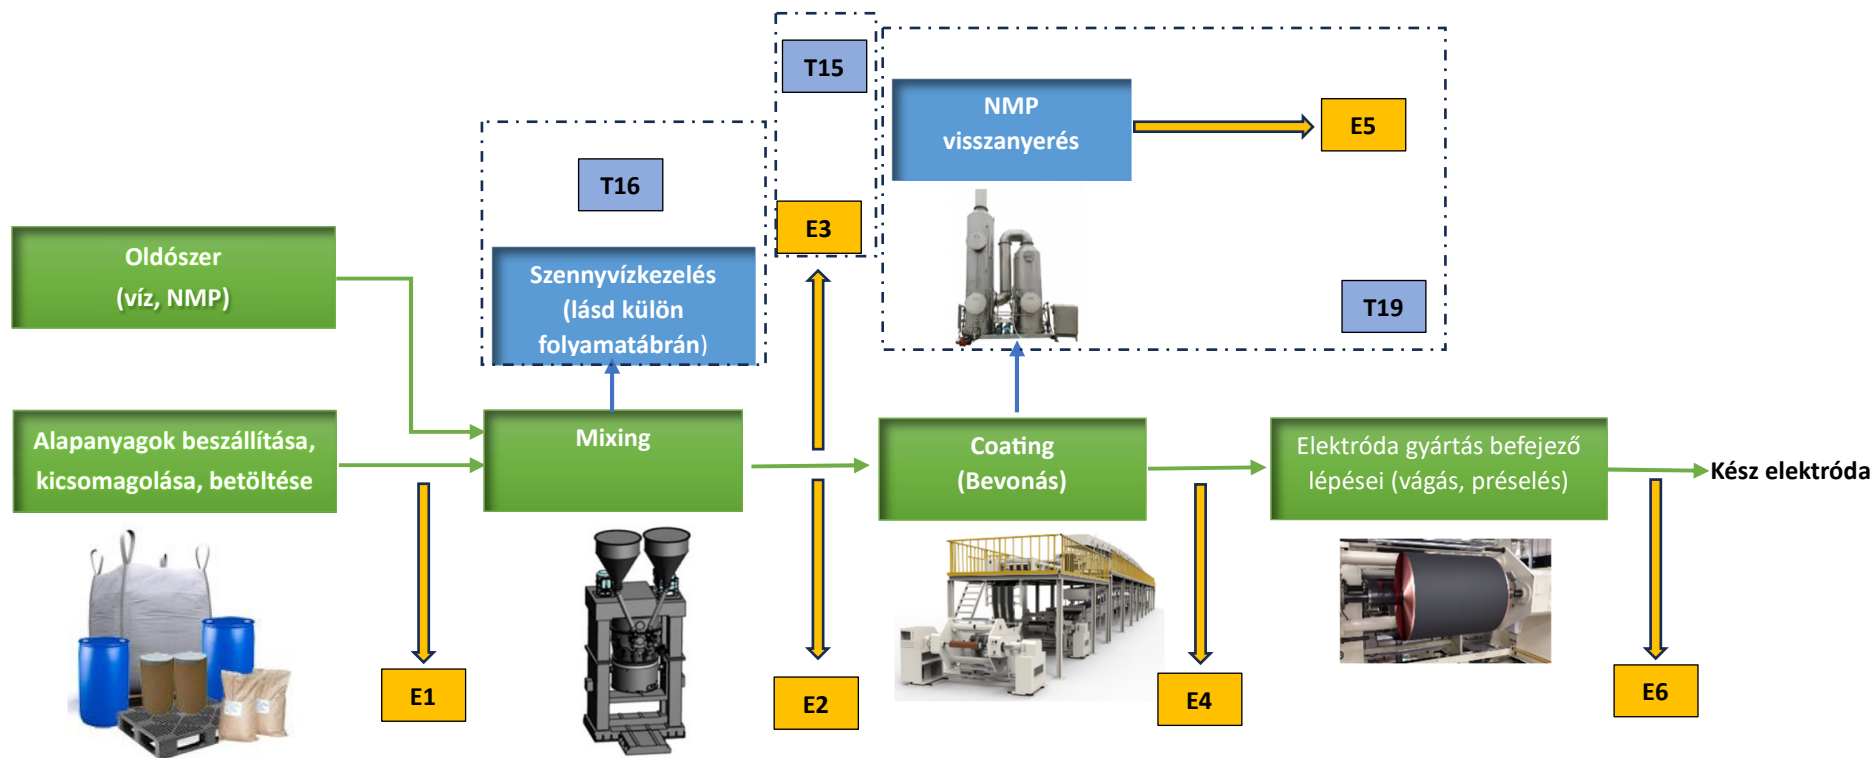 T15
NMP
visszanyerés
E5
T16
E3
Oldószer
(víz, NMP)
Szennyvízkezelés
(lásd külön
folyamatábrán)
T19
Alapanyagok beszállítása,
kicsomagolása, betöltése
Mixing
Coating
(Bevonás)
Elektróda gyártás befejező
lépései (vágás, préselés)
Kész elektróda
E1
E2
E4
E6